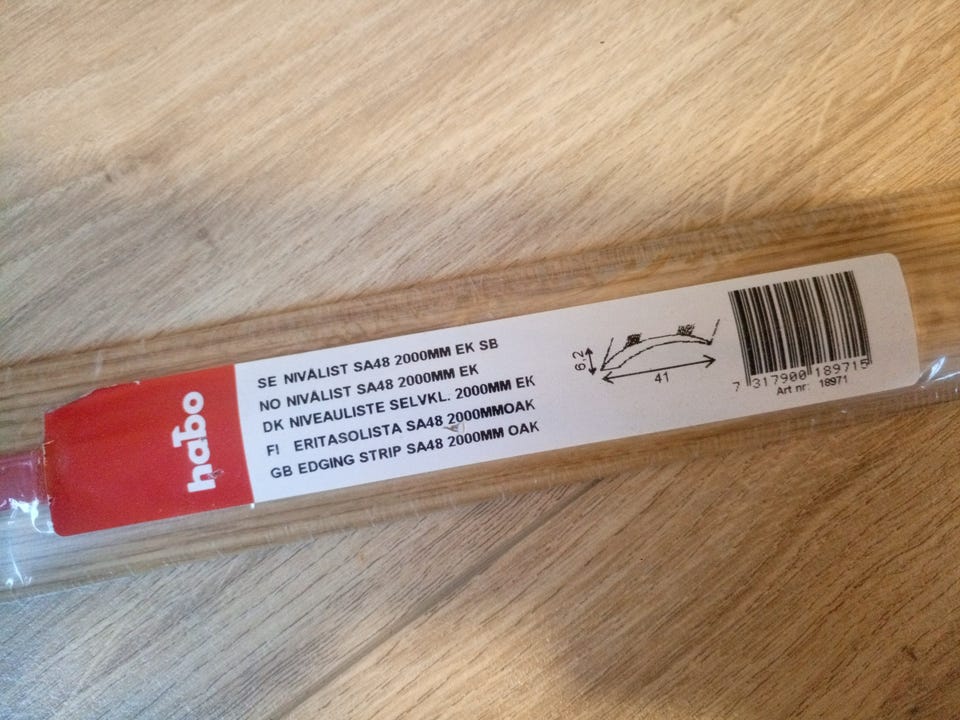 habo
SE NIVÅLIST SA48 2000MM EK SB
NO NIVÅLIST SA48 2000MM EK
DK NIVEAULISTE SELVKL. 2000MM EK
FI ERITASOLISTA SA48 2000MMOAK
GB EDGING STRIP SA48 2000MM OAK
6,2
41
7 317900 189715
Art nr: 18971